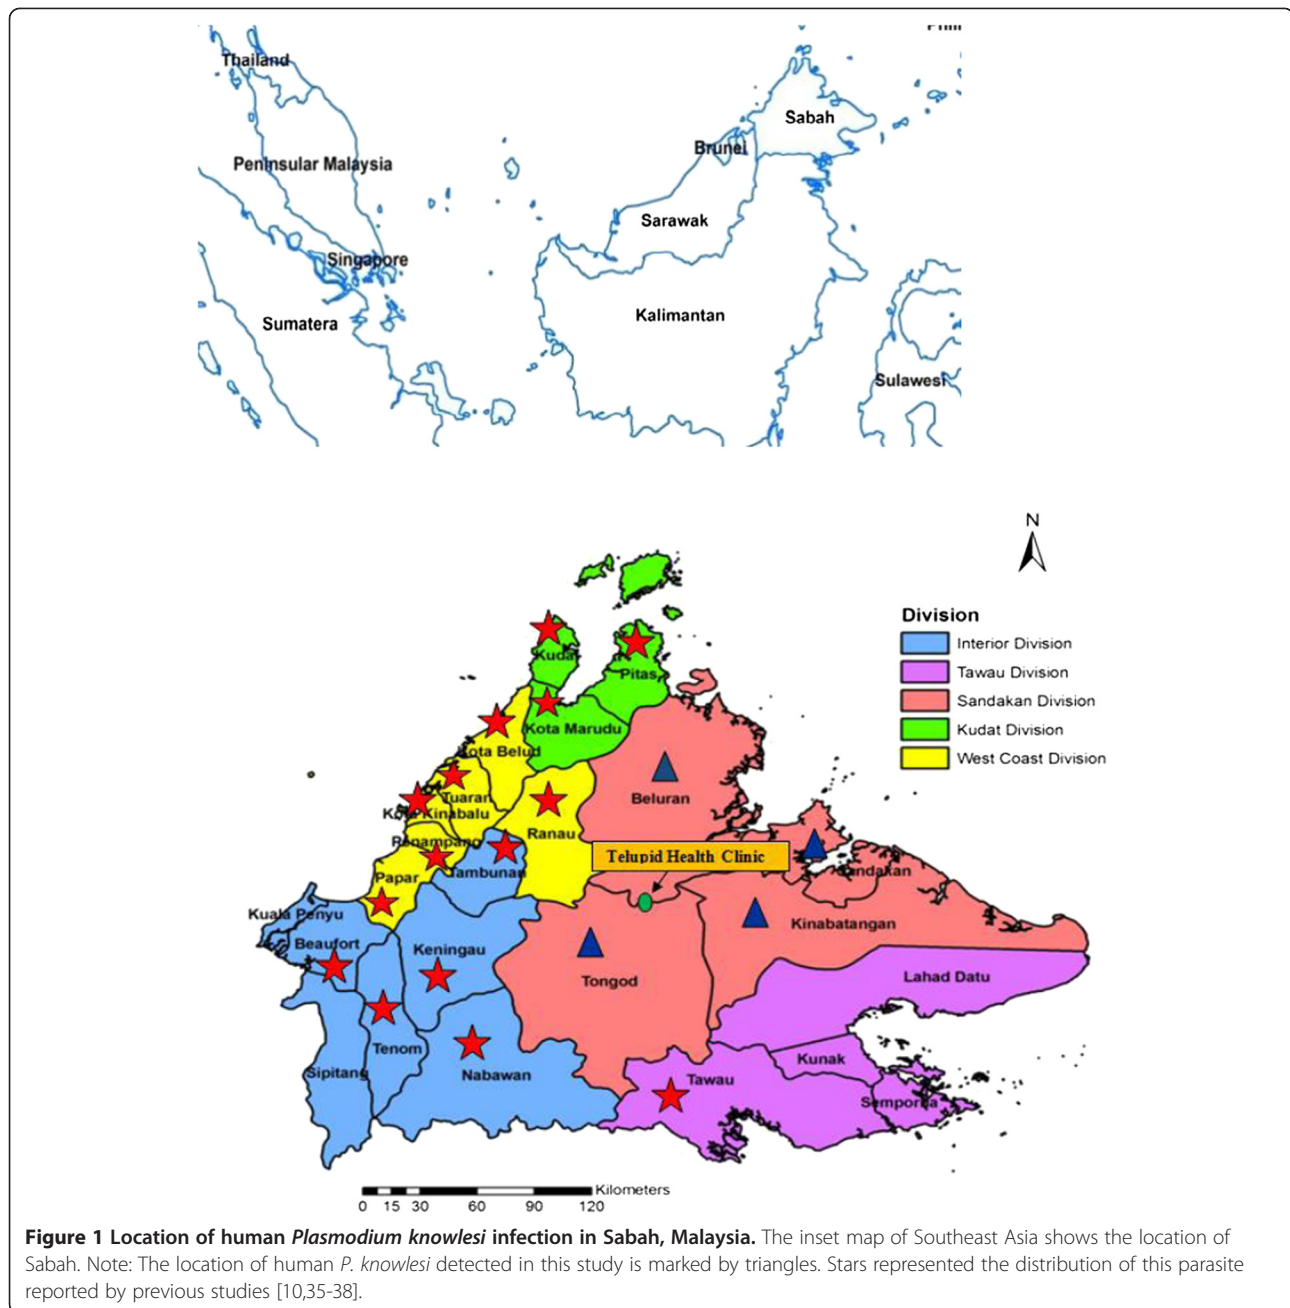 Thailand
Peninsular Malaysia
Singapore
Sumatera
Brunei
Sabah
Sarawak
Kalimantan
Sulawesi
N
Division
Interior Division
Tawau Division
Sandakan Division
Kudat Division
West Coast Division
Kudat
Pitas
Kota Marudu
Kota Belud
Tuaran
Kota Kinabalu
Ranau
Penampang
Tambunan
Papar
Kuala Penyu
Beaufort
Keningau
Tenom
Sipitang
Nabawan
Beluran
Telupid Health Clinic
Sandakan
Kinabatangan
Tongod
Lahad Datu
Kunak
Tawau
Semporna
Kilometers
0 15 30 60 90 120
Figure 1 Location of human Plasmodium knowlesi infection in Sabah, Malaysia. The inset map of Southeast Asia shows the location of
Sabah. Note: The location of human P. knowlesi detected in this study is marked by triangles. Stars represented the distribution of this parasite
reported by previous studies [10,35-38].